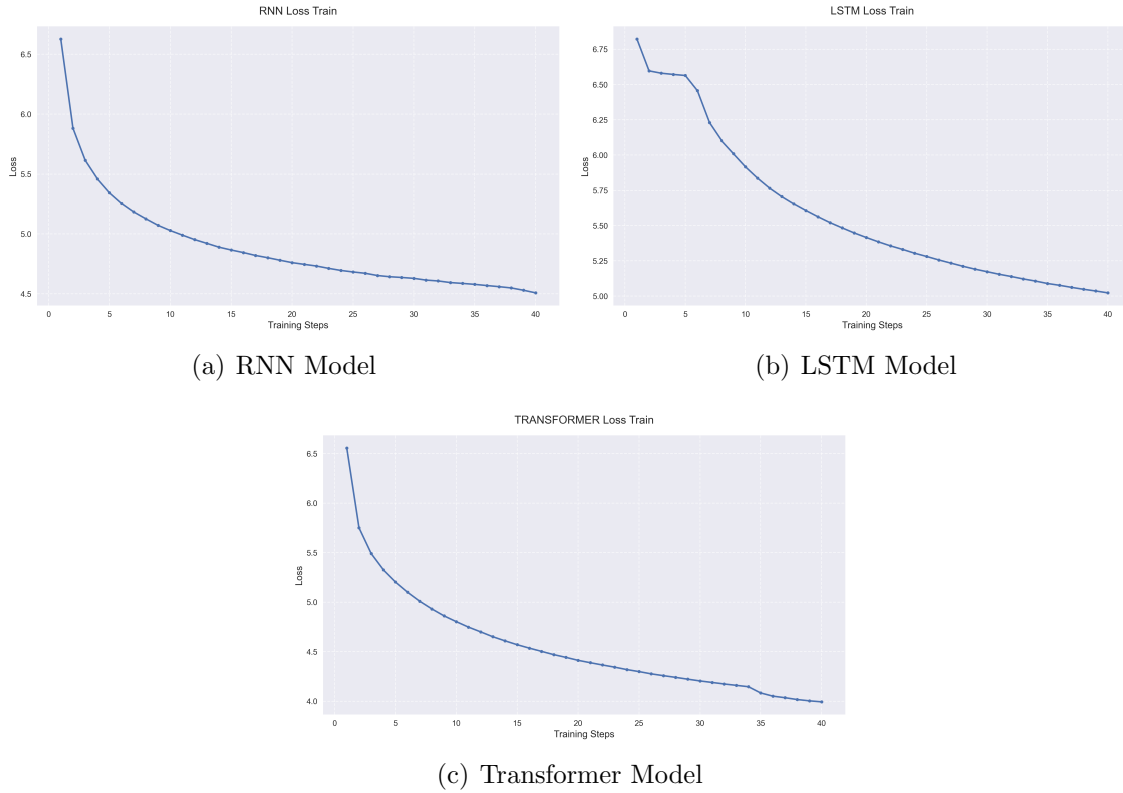 RNN Loss Train
6.5
6.0
5.5
5.0
4.5
Loss
0 5 10 15 20 25 30 35 40
Training Steps
(a) RNN Model
LSTM Loss Train
6.75
6.50
6.25
6.00
5.75
5.50
5.25
5.00
Loss
0 5 10 15 20 25 30 35 40
Training Steps
(b) LSTM Model
TRANSFORMER Loss Train
6.5
6.0
5.5
5.0
4.5
4.0
Loss
0 5 10 15 20 25 30 35 40
Training Steps
(c) Transformer Model